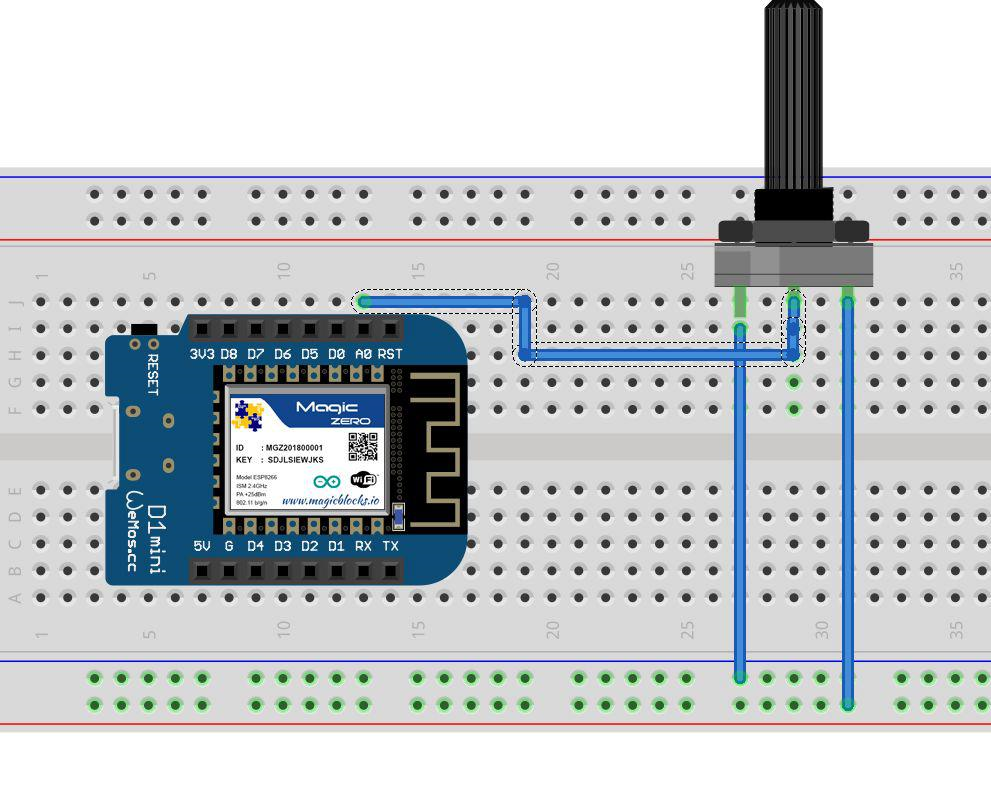 1 5 10 15 20 25 35
J
I
H
G
F
3V3 D8 D7 D6 D5 D0 A0 RST
RESET
Magic
ZERO
ID : MGZ201800001
KEY : SDJLSIEWJKS
Model ESP8266
ISM 2.4GHz
PA +25dBm
802.11 b/g/n
WiFi
www.magicblocks.io
D1 mini
WeMos.cc
5V G D4 D3 D2 D1 RX TX
E
D
C
B
A
1 5 10 15 20 25 30 35